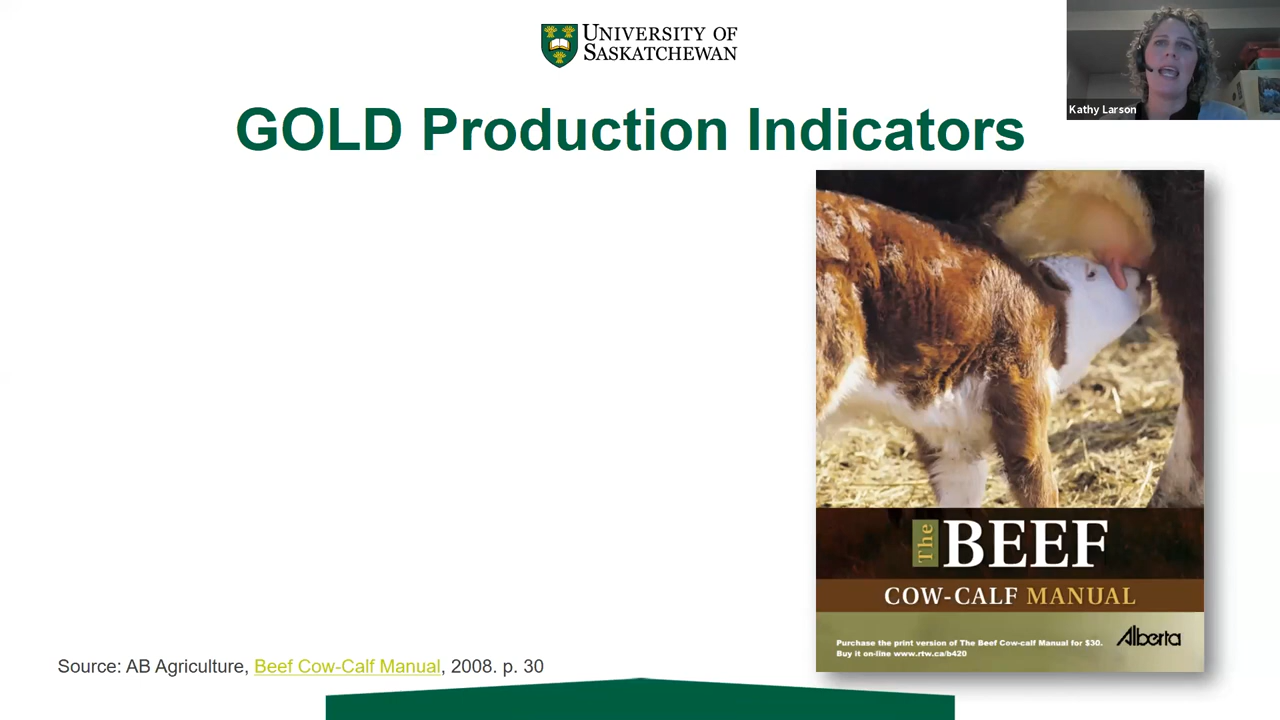 UNIVERSITY OF
SASKATCHEWAN
Kathy Larson
GOLD Production Indicators
The BEEF
COW-CALF MANUAL
Purchase the print version of The Beef Cow-calf Manual for $30.
Buy it on-line www.rtw.ca/b420
Alberta
Source: AB Agriculture, Beef Cow-Calf Manual, 2008. p. 30